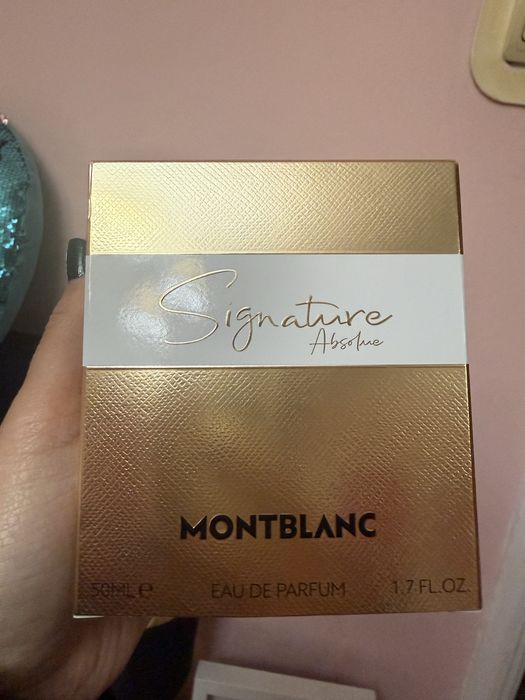 Signature
Absolue
MONTBLANC
50ML e EAU DE PARFUM 1.7 FL.OZ.